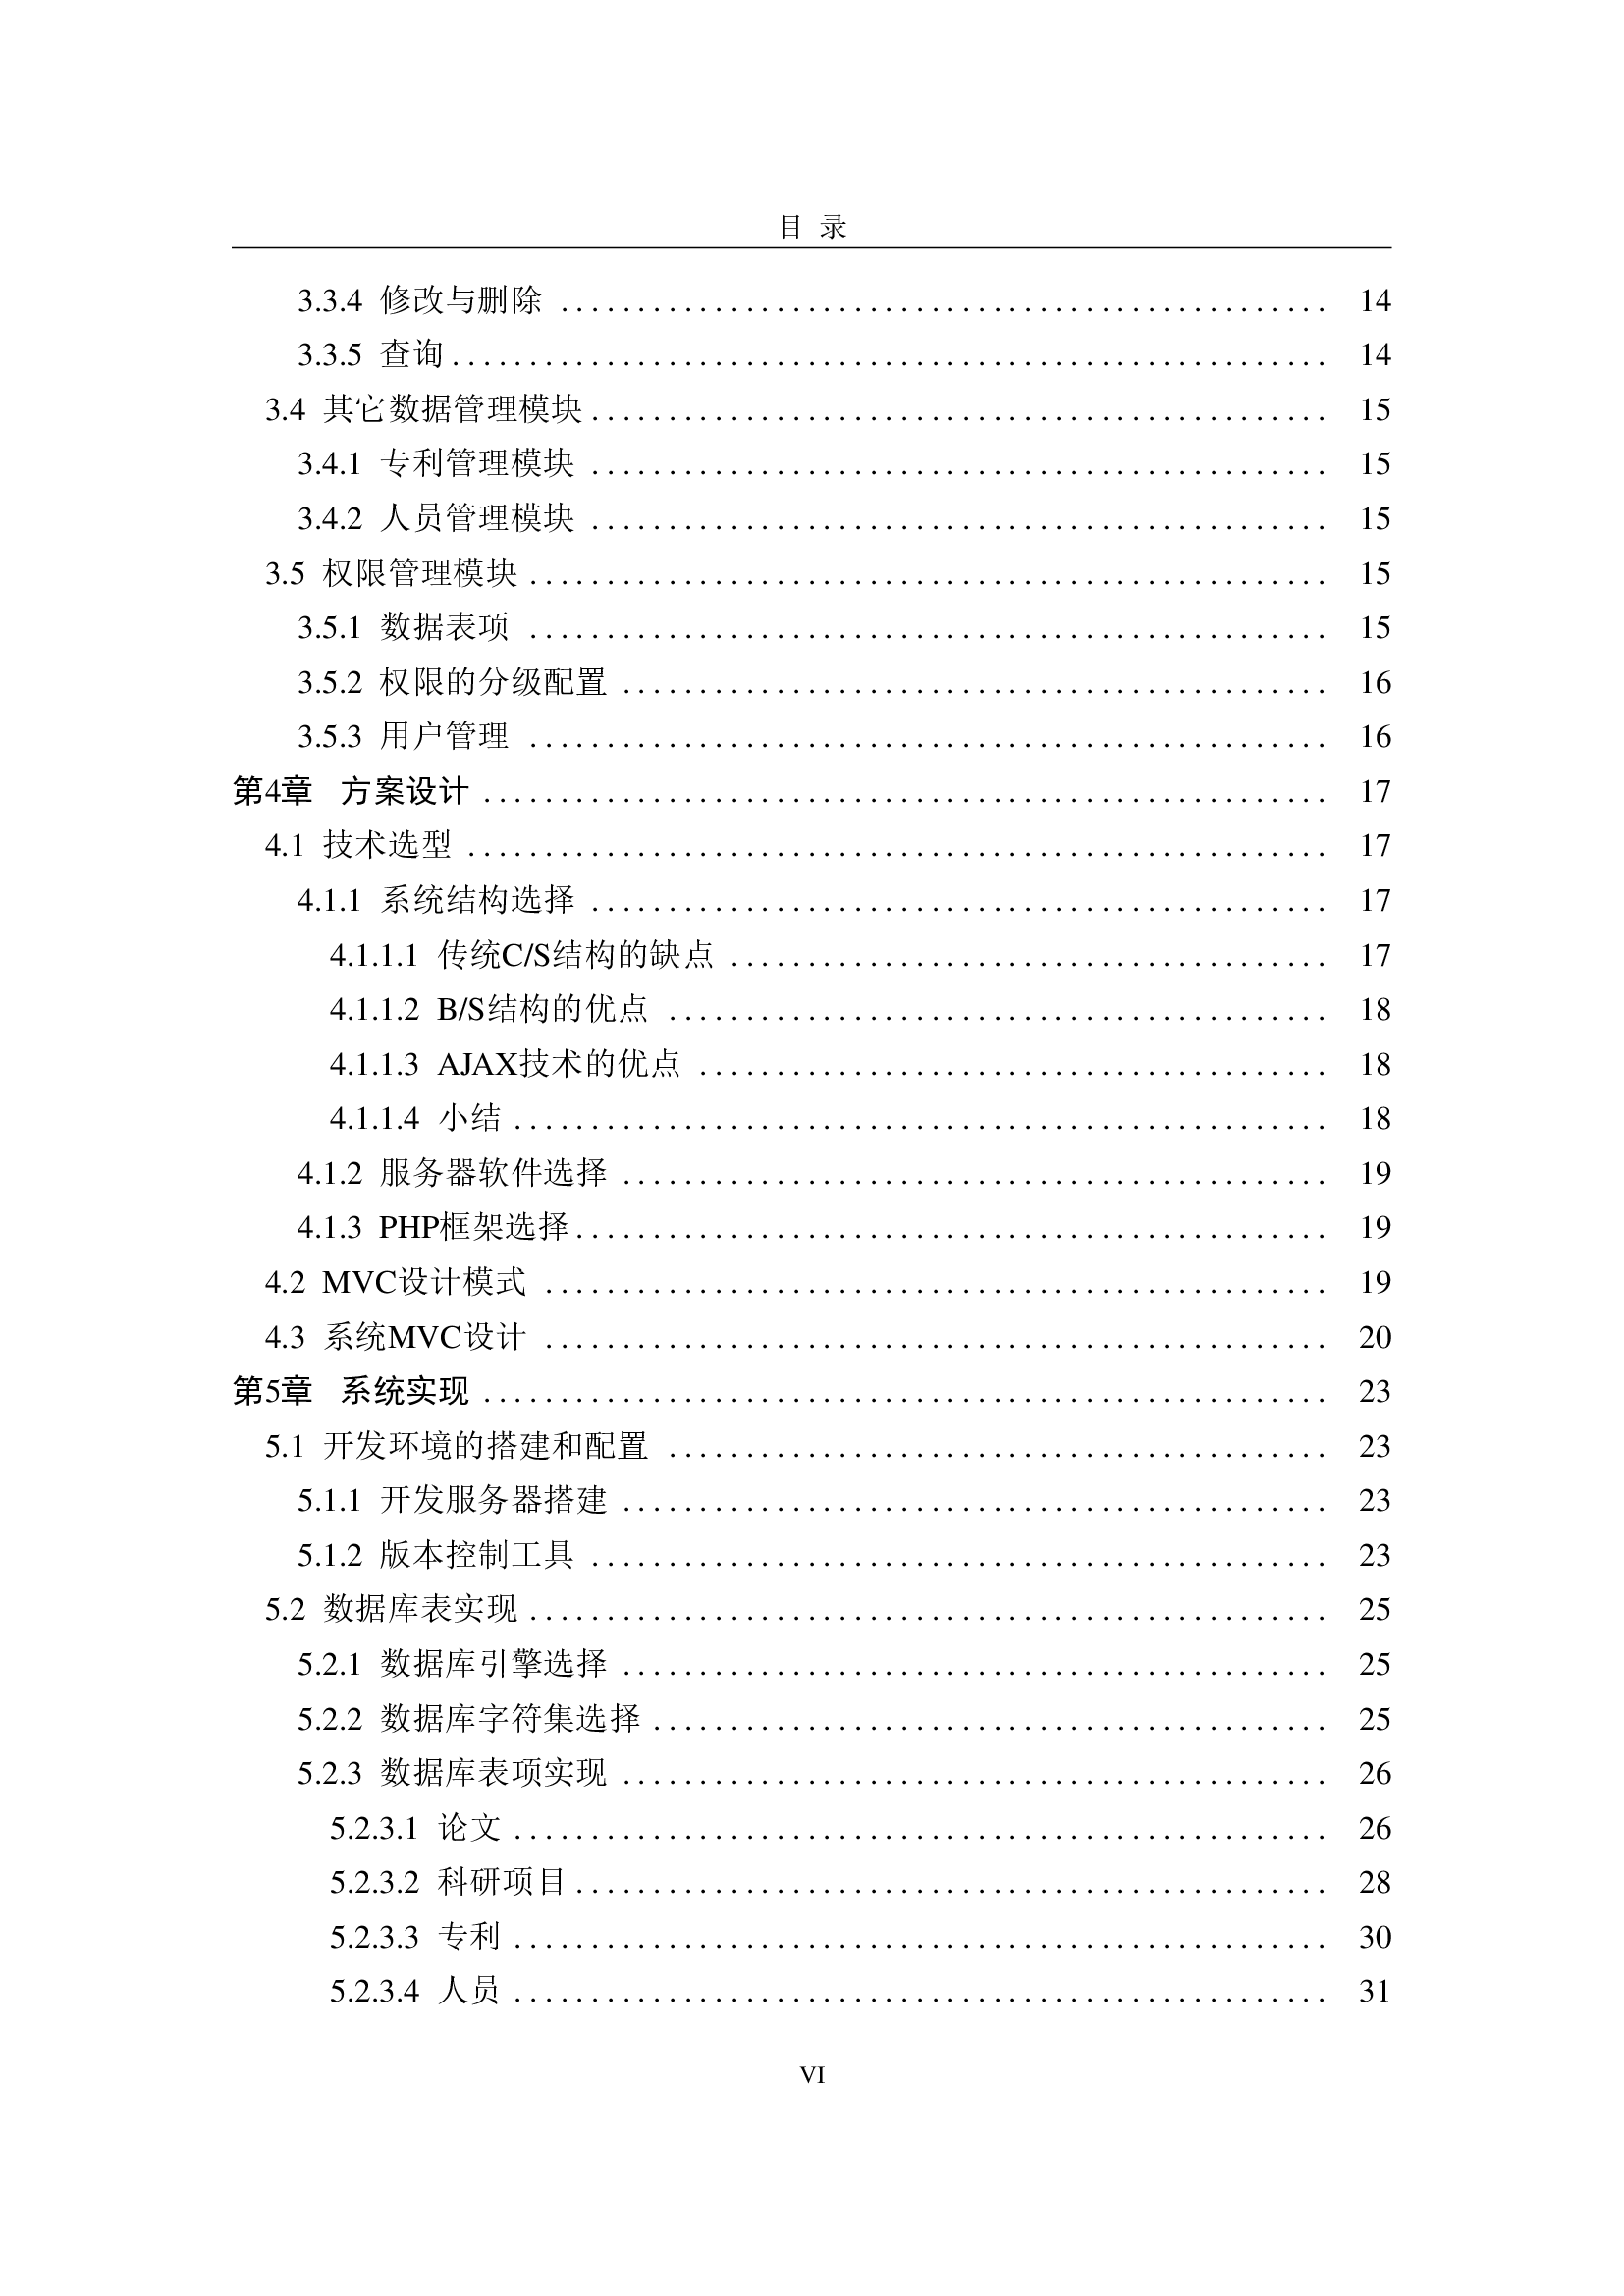 目 录
3.3.4 修改与删除 . . . . . . . . . . . . . . . . . . . . 14
3.3.5 查询 . . . . . . . . . . . . . . . . . . . . 14
3.4 其它数据管理模块 . . . . . . . . . . . . . . . . . . . . 15
3.4.1 专利管理模块 . . . . . . . . . . . . . . . . . . . . 15
3.4.2 人员管理模块 . . . . . . . . . . . . . . . . . . . . 15
3.5 权限管理模块 . . . . . . . . . . . . . . . . . . . . 15
3.5.1 数据表项 . . . . . . . . . . . . . . . . . . . . 15
3.5.2 权限的分级配置 . . . . . . . . . . . . . . . . . . . . 16
3.5.3 用户管理 . . . . . . . . . . . . . . . . . . . . 16
第4章 方案设计 . . . . . . . . . . . . . . . . . . . . 17
4.1 技术选型 . . . . . . . . . . . . . . . . . . . . 17
4.1.1 系统结构选择 . . . . . . . . . . . . . . . . . . . . 17
4.1.1.1 传统C/S结构的缺点 . . . . . . . . . . . . . . . . . . . . 17
4.1.1.2 B/S结构的优点 . . . . . . . . . . . . . . . . . . . . 18
4.1.1.3 AJAX技术的优点 . . . . . . . . . . . . . . . . . . . . 18
4.1.1.4 小结 . . . . . . . . . . . . . . . . . . . . 18
4.1.2 服务器软件选择 . . . . . . . . . . . . . . . . . . . . 19
4.1.3 PHP框架选择 . . . . . . . . . . . . . . . . . . . . 19
4.2 MVC设计模式 . . . . . . . . . . . . . . . . . . . . 19
4.3 系统MVC设计 . . . . . . . . . . . . . . . . . . . . 20
第5章 系统实现 . . . . . . . . . . . . . . . . . . . . 23
5.1 开发环境的搭建和配置 . . . . . . . . . . . . . . . . . . . . 23
5.1.1 开发服务器搭建 . . . . . . . . . . . . . . . . . . . . 23
5.1.2 版本控制工具 . . . . . . . . . . . . . . . . . . . . 23
5.2 数据库表实现 . . . . . . . . . . . . . . . . . . . . 25
5.2.1 数据库引擎选择 . . . . . . . . . . . . . . . . . . . . 25
5.2.2 数据库字符集选择 . . . . . . . . . . . . . . . . . . . . 25
5.2.3 数据库表项实现 . . . . . . . . . . . . . . . . . . . . 26
5.2.3.1 论文 . . . . . . . . . . . . . . . . . . . . 26
5.2.3.2 科研项目 . . . . . . . . . . . . . . . . . . . . 28
5.2.3.3 专利 . . . . . . . . . . . . . . . . . . . . 30
5.2.3.4 人员 . . . . . . . . . . . . . . . . . . . . 31
VI